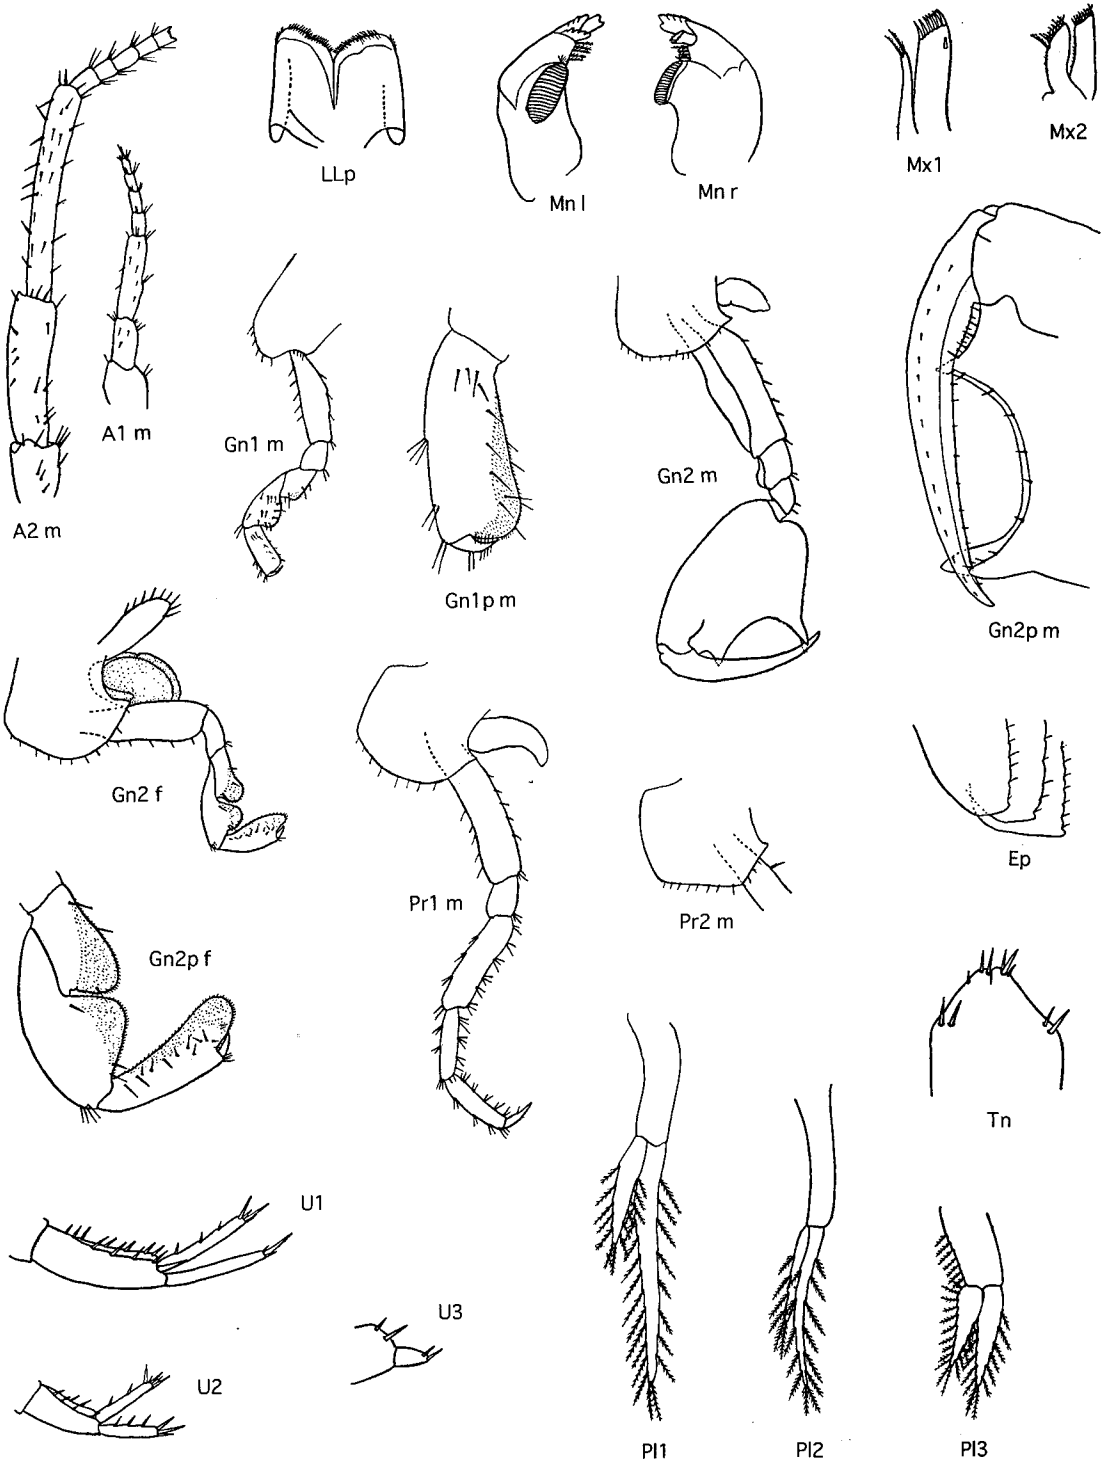 LLp
Mn l
Mn r
Mx1
Mx2
A1 m
A2 m
Gn1 m
Gn1p m
Gn2 m
Gn2p m
Gn2 f
Pr1 m
Pr2 m
Ep
Gn2p f
Tn
U1
U3
U2
Pl1
Pl2
Pl3